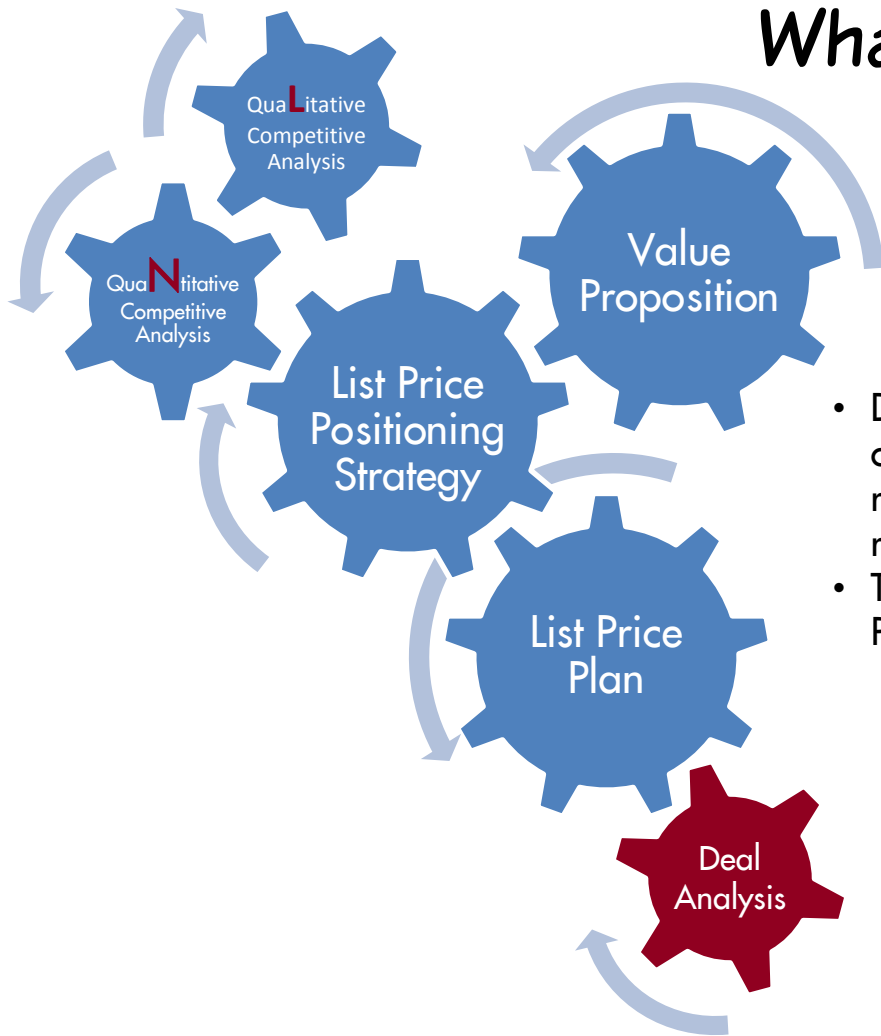 Wha
QuaLitative
Competitive
Analysis
QuaNtitative
Competitive
Analysis
Value
Proposition
List Price
Positioning
Strategy
List Price
Plan
Deal
Analysis
•
•